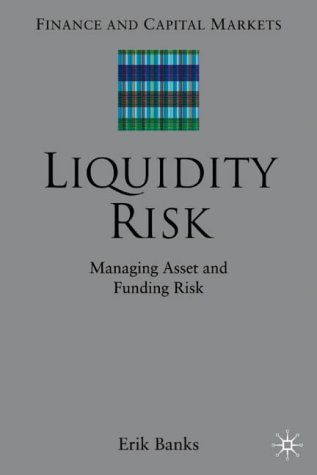 FINANCE AND CAPITAL MARKETS
LIQUIDITY
RISK
Managing Asset and
Funding Risk
Erik Banks